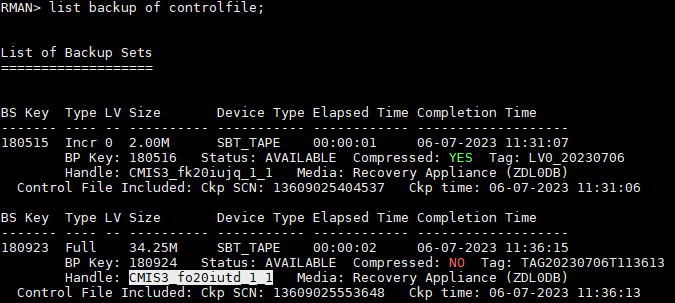 RMAN> list backup of controlfile;
List of Backup Sets
===================
BS Key  Type LV Size       Device Type Elapsed Time Completion Time
------- ---- -- ---------- ----------- ------------ -------------------
180515  Incr 0  2.00M      SBT_TAPE    00:00:01     06-07-2023 11:31:07
        BP Key: 180516   Status: AVAILABLE  Compressed: YES  Tag: LV0_20230706
        Handle: CMIS3_fk20iujq_1_1   Media: Recovery Appliance (ZDL0DB)
  Control File Included: Ckp SCN: 13609025404537   Ckp time: 06-07-2023 11:31:06
BS Key  Type LV Size       Device Type Elapsed Time Completion Time
------- ---- -- ---------- ----------- ------------ -------------------
180923  Full    34.25M     SBT_TAPE    00:00:02     06-07-2023 11:36:15
        BP Key: 180924   Status: AVAILABLE  Compressed: NO  Tag: TAG20230706T113613
        Handle: CMIS3_fo20iutd_1_1   Media: Recovery Appliance (ZDL0DB)
  Control File Included: Ckp SCN: 13609025553648   Ckp time: 06-07-2023 11:36:13